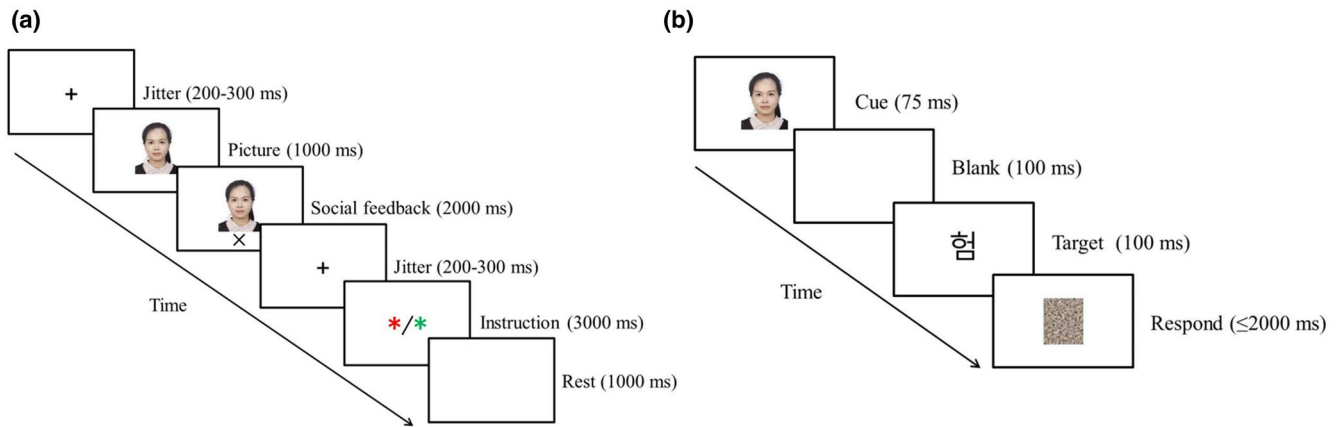 (a)
+
Jitter (200-300 ms)
Picture (1000 ms)
×
Social feedback (2000 ms)
+
Jitter (200-300 ms)
*/*
Instruction (3000 ms)
Rest (1000 ms)
Time
(b)
Cue (75 ms)
Blank (100 ms)
험
Target (100 ms)
Respond (≤2000 ms)
Time